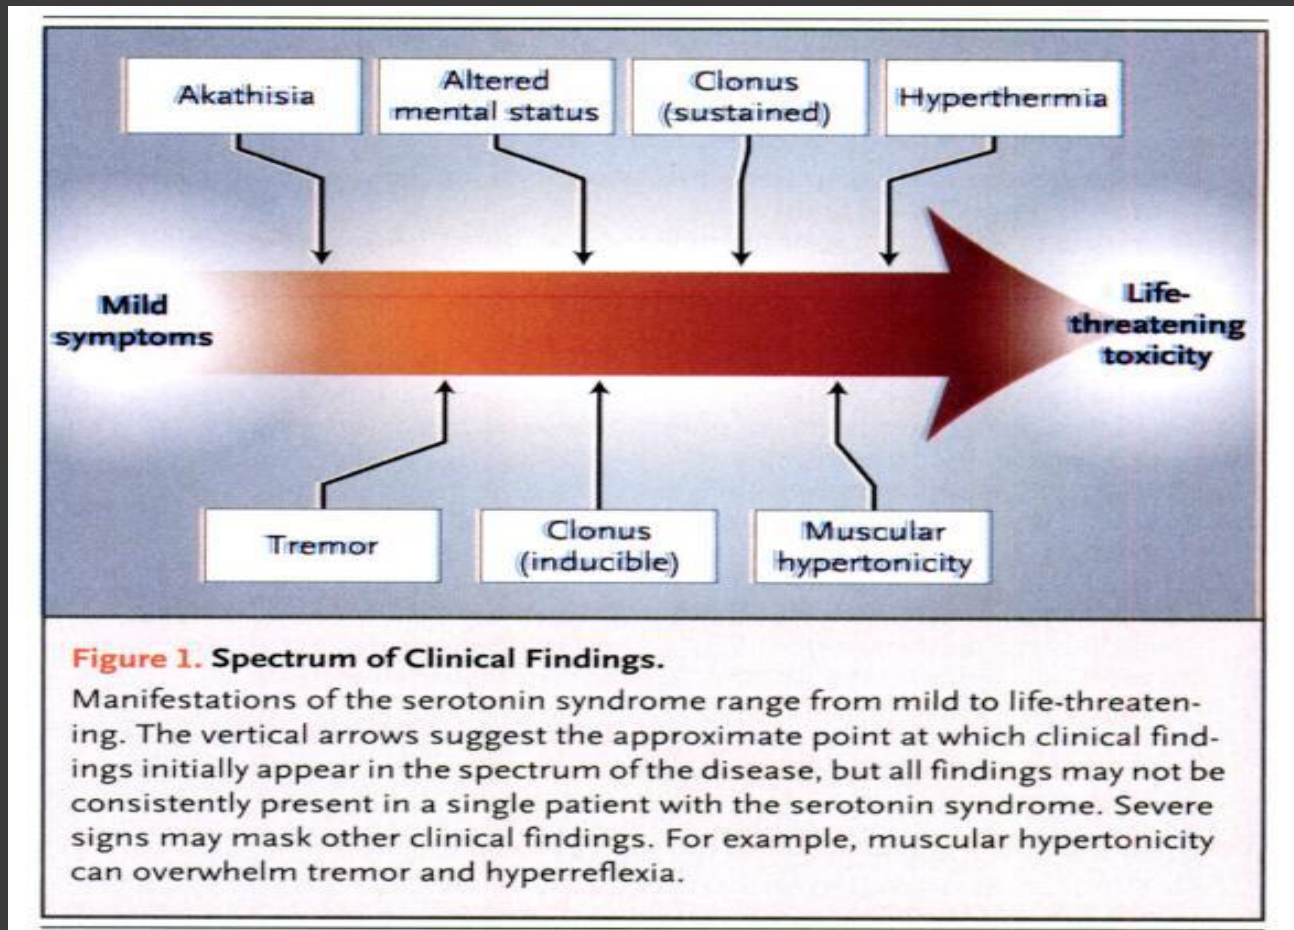 Akathisia
Altered
mental status
Clonus
(sustained)
Hyperthermia
Mild
symptoms
Life-
threatening
toxicity
Tremor
Clonus
(inducible)
Muscular
hypertonicity
Figure 1. Spectrum of Clinical Findings.
Manifestations of the serotonin syndrome range from mild to life-threaten-
ing. The vertical arrows suggest the approximate point at which clinical find-
ings initially appear in the spectrum of the disease, but all findings may not be
consistently present in a single patient with the serotonin syndrome. Severe
signs may mask other clinical findings. For example, muscular hypertonicity
can overwhelm tremor and hyperreflexia.